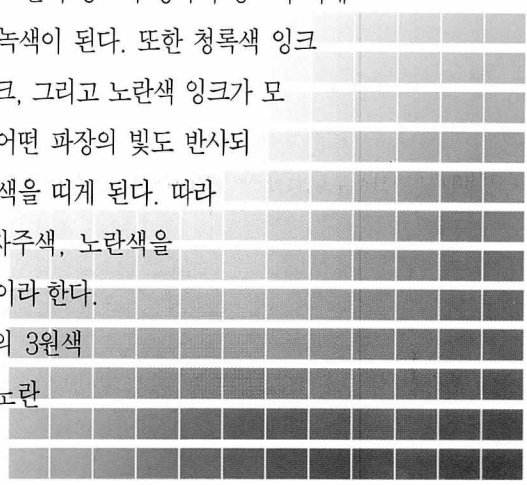 녹색이 된다. 또한 청록색 잉크
크, 그리고 노란색 잉크가 모
어떤 파장의 빛도 반사되
색을 띠게 된다. 따라
자주색, 노란색을
이라 한다.
의 3원색
노란